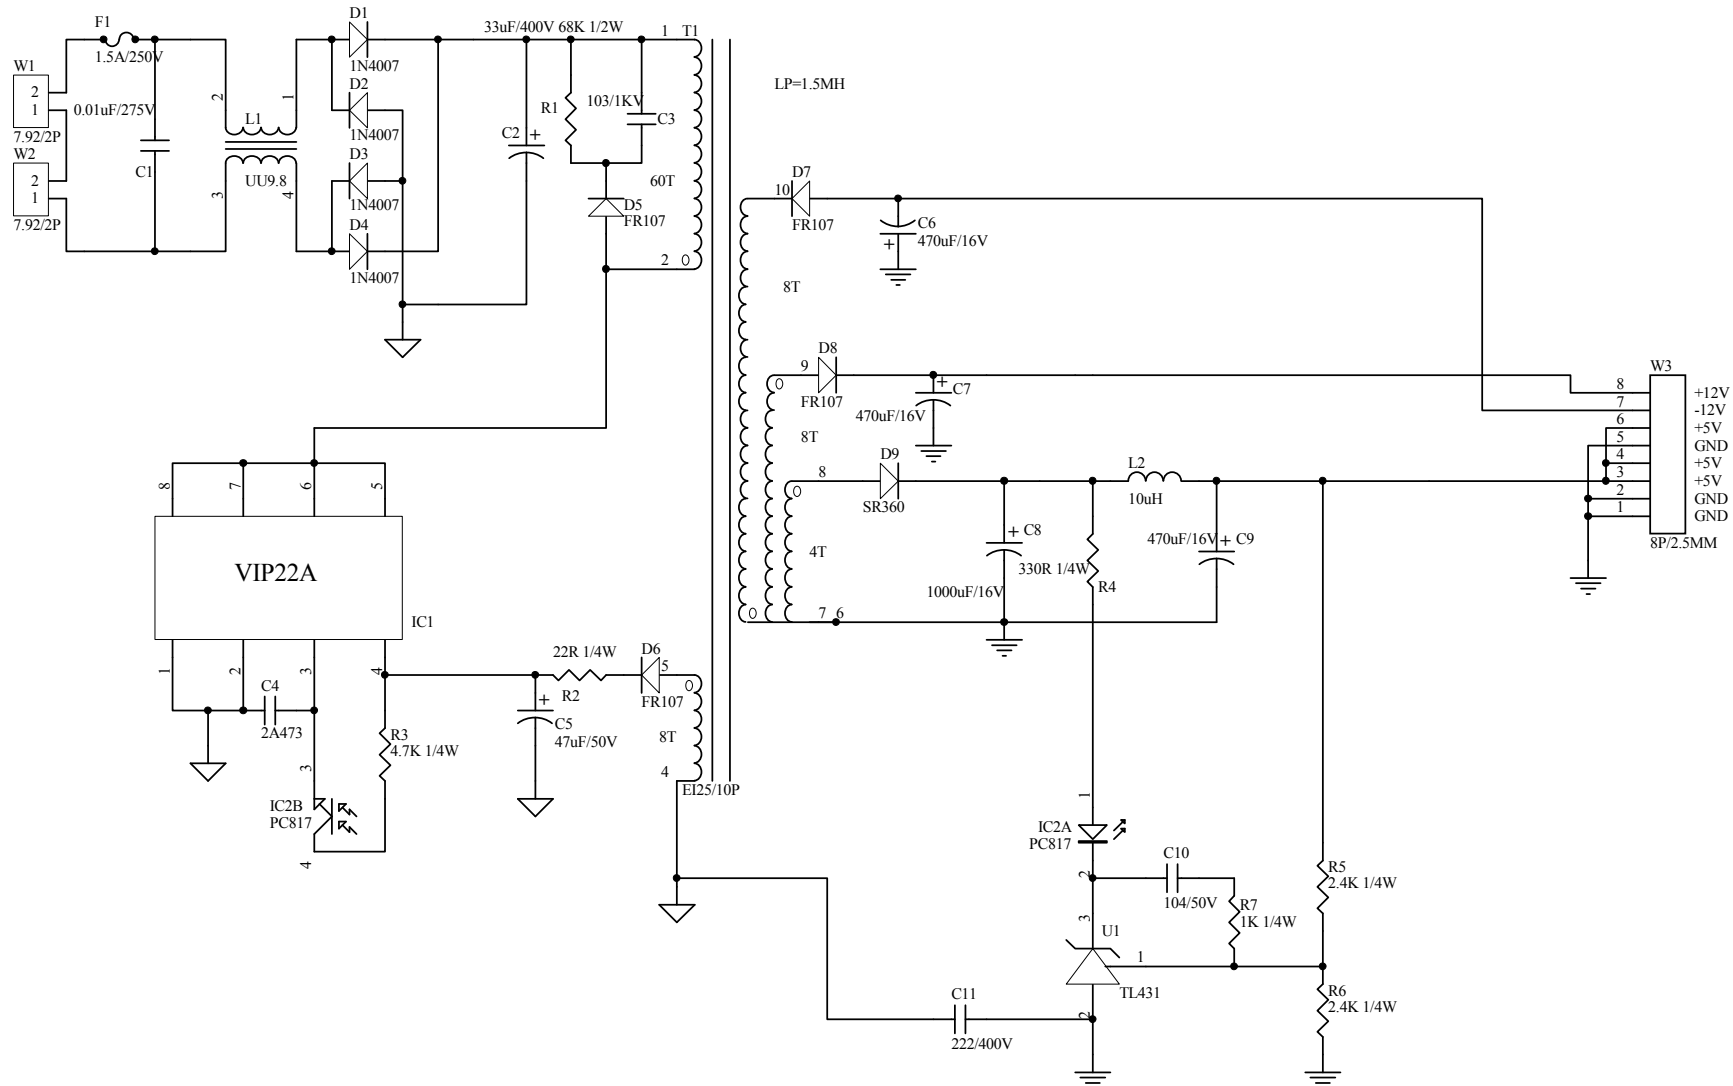 F1
1.5A/250V
W1
2
1
7.92/2P
W2
2
1
7.92/2P
0.01uF/275V
C1
2
1
L1
UU9.8
3
4
D1
1N4007
D2
1N4007
D3
1N4007
D4
1N4007
33uF/400V 68K 1/2W
C2
+
R1
103/1KV
C3
D5
FR107
1
T1
60T
2
LP=1.5MH
10
D7
FR107
C6
+
470uF/16V
8T
9
D8
FR107
+
C7
470uF/16V
8T
8
D9
SR360
4T
7
6
+
C8
1000uF/16V
330R 1/4W
R4
L2
10uH
470uF/16V
+
C9
W3
8
7
6
5
4
3
2
1
+12V
-12V
+5V
GND
+5V
+5V
GND
GND
8P/2.5MM
8
7
6
5
VIP22A
IC1
1
2
3
4
C4
2A473
R3
4.7K 1/4W
3
IC2B
PC817
4
22R 1/4W
R2
D6
FR107
5
+
C5
47uF/50V
8T
4
EI25/10P
1
IC2A
PC817
2
C10
104/50V
R7
1K 1/4W
R5
2.4K 1/4W
3
U1
1
TL431
2
R6
2.4K 1/4W
C11
222/400V